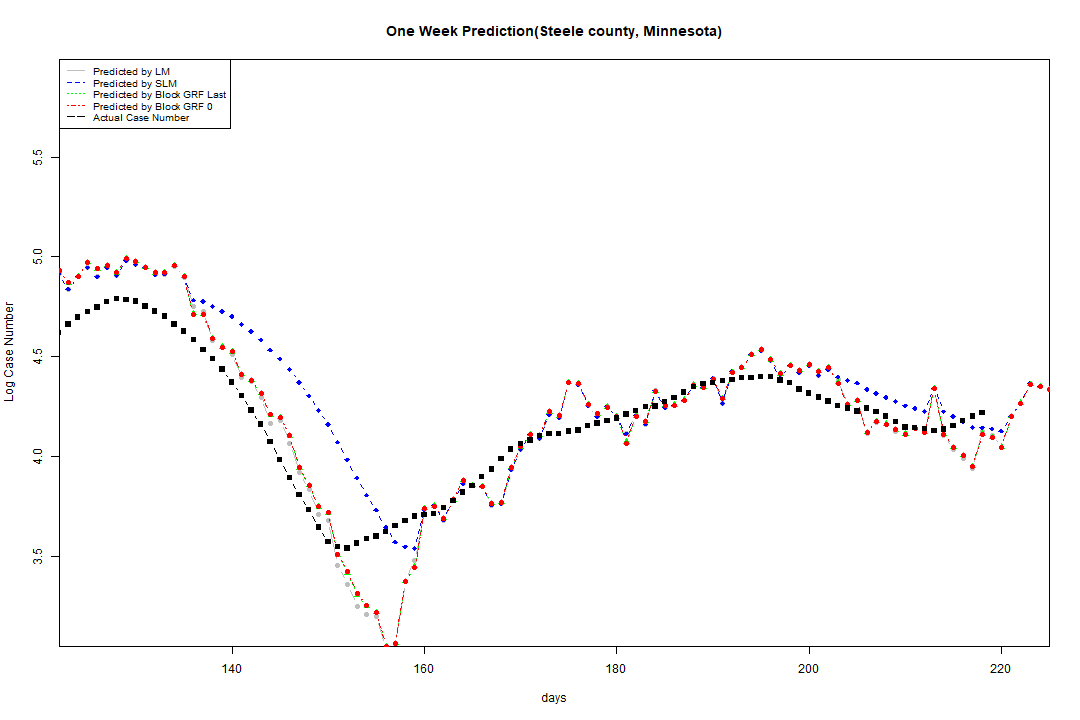 One Week Prediction(Steele county, Minnesota)
Predicted by LM
Predicted by SLM
Predicted by Block GRF Last
Predicted by Block GRF 0
Actual Case Number
5.5
5.0
4.5
4.0
3.5
Log Case Number
140 160 180 200 220
days